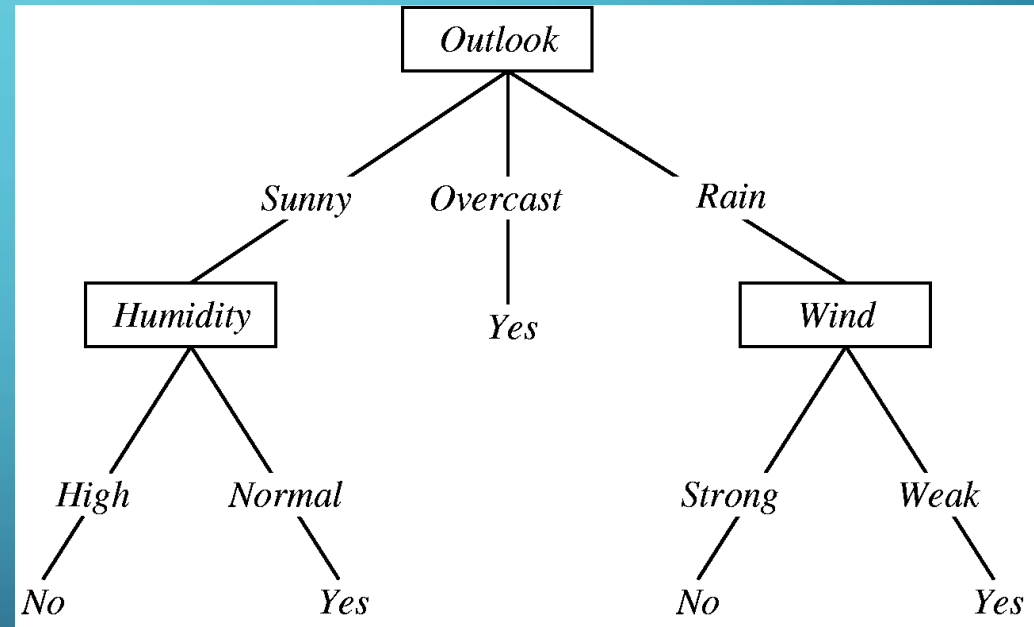 Outlook
Sunny Overcast Rain
Humidity Yes Wind
High Normal Strong Weak
No Yes No Yes